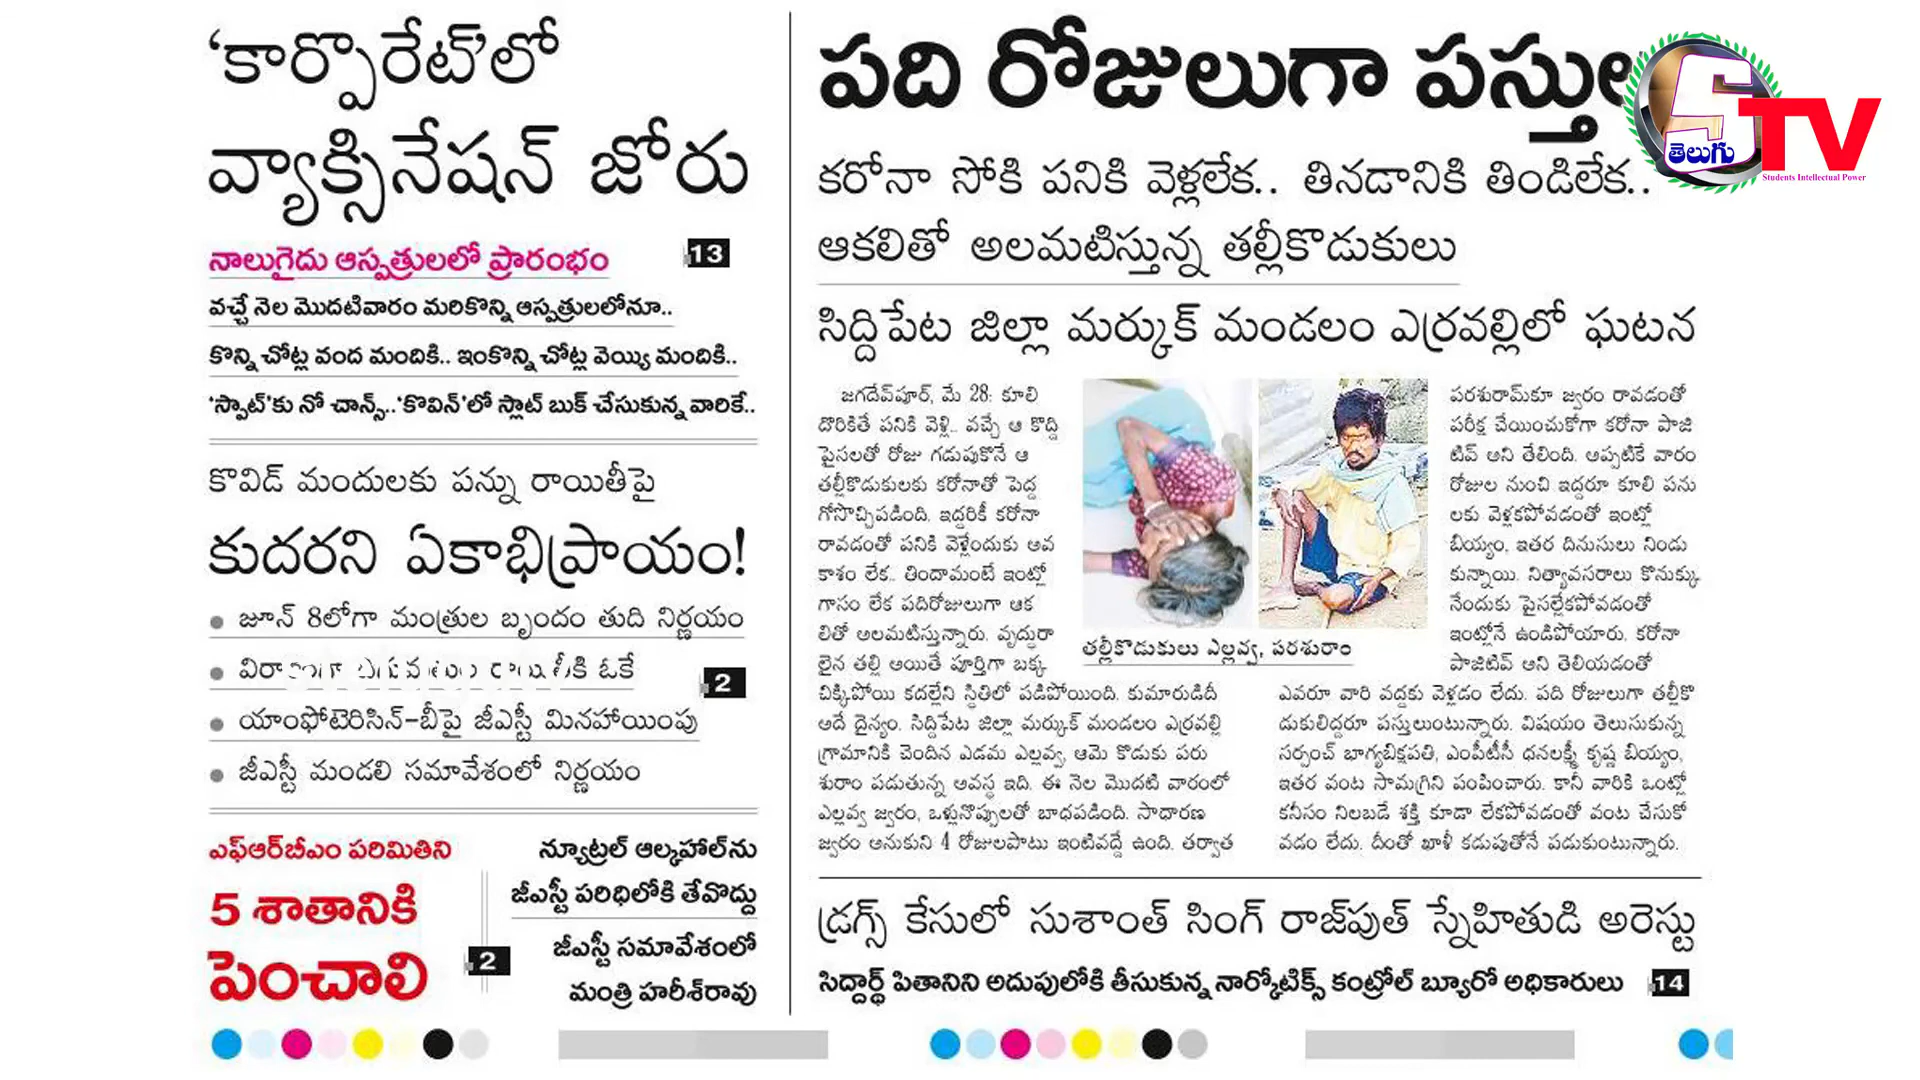 ‘కార్పొరేట్’లో
వ్యాక్సినేషన్ జోరు
నాలుగైదు ఆస్పత్రులలో ప్రారంభం
13
వచ్చే నెల మొదటివారం మరికొన్ని ఆస్పత్రులలోనూ..
కొన్ని చోట్ల వంద మందికి.. ఇంకొన్ని చోట్ల వెయ్యి మందికి..
‘స్పాట్’కు నో చాన్స్..‘కొవిన్’లో స్లాట్ బుక్ చేసుకున్న వారికే..
కొవిడ్ మందులకు పన్ను రాయితీపై
కుదరని ఏకాభిప్రాయం!
జూన్ 8లోగా మంత్రుల బృందం తుది నిర్ణయం
ఓకే
2
యాంఫోటెరిసిన్-బీపై జీఎస్టీ మినహాయింపు
జీఎస్టీ మండలి సమావేశంలో నిర్ణయం
ఎఫ్ఆర్‌బీఎం పరిమితిని
5 శాతానికి
పెంచాలి
2
న్యూట్రల్ ఆల్కహాల్‌ను
జీఎస్టీ పరిధిలోకి తేవొద్దు
జీఎస్టీ సమావేశంలో
మంత్రి హరీశ్‌రావు
పది రోజులుగా
కరోనా సోకి పనికి వెళ్లలేక.. తినడానికి తిండిలేక..
ఆకలితో అలమటిస్తున్న తల్లీకొడుకులు
సిద్దిపేట జిల్లా మర్కుక్ మండలం ఎర్రవల్లిలో ఘటన
జగదేవ్‌పూర్, మే 28: కూలి
దొరికితే పనికి వెళ్లి.. వచ్చే ఆ కొద్ది
పైసలతో రోజు గడుపుకొనే ఆ
తల్లీకొడుకులకు కరోనాతో పెద్ద
గోసొచ్చిపడింది. ఇద్దరికీ కరోనా
రావడంతో పనికి వెళ్లేందుకు అవ
కాశం లేక.. తిందామంటే ఇంట్లో
గాసం లేక పదిరోజులుగా ఆక
లితో అలమటిస్తున్నారు. వృద్ధురా
లైన తల్లి అయితే పూర్తిగా బక్క
చిక్కిపోయి కదల్లేని స్థితిలో పడిపోయింది. కుమారుడిదీ
అదే దైన్యం. సిద్దిపేట జిల్లా మర్కుక్ మండలం ఎర్రవల్లి
గ్రామానికి చెందిన ఎడమ ఎల్లవ్వ, ఆమె కొడుకు పరు
శురాం పడుతున్న అవస్థ ఇది. ఈ నెల మొదటి వారంలో
ఎల్లవ్వ జ్వరం, ఒళ్లునొప్పులతో బాధపడింది. సాధారణ
జ్వరం అనుకుని 4 రోజులపాటు ఇంటివద్దే ఉంది. తర్వాత
తల్లీకొడుకులు ఎల్లవ్వ, పరశురాం
పరశురామ్‌కూ జ్వరం రావడంతో
పరీక్ష చేయించుకోగా కరోనా పాజి
టివ్ అని తేలింది. అప్పటికే వారం
రోజుల నుంచి ఇద్దరూ కూలి పను
లకు వెళ్లకపోవడంతో ఇంట్లో
బియ్యం, ఇతర దినుసులు నిండు
కున్నాయి. నిత్యావసరాలు కొనుక్కు
నేందుకు పైసల్లేకపోవడంతో
ఇంట్లోనే ఉండిపోయారు. కరోనా
పాజిటివ్ అని తెలియడంతో
ఎవరూ వారి వద్దకు వెళ్లడం లేదు. పది రోజులుగా తల్లీకొ
డుకులిద్దరూ పస్తులుంటున్నారు. విషయం తెలుసుకున్న
సర్పంచ్ భాగ్యబిక్షపతి, ఎంపీటీసీ ధనలక్ష్మీ కృష్ణ బియ్యం,
ఇతర వంట సామగ్రిని పంపించారు. కానీ వారికి ఒంట్లో
కనీసం నిలబడే శక్తి కూడా లేకపోవడంతో వంట చేసుకో
వడం లేదు. దీంతో ఖాళీ కడుపుతోనే పడుకుంటున్నారు.
డ్రగ్స్ కేసులో సుశాంత్ సింగ్ రాజ్‌పుత్ స్నేహితుడి అరెస్టు
సిద్దార్థ్ పితానిని అదుపులోకి తీసుకున్న నార్కోటిక్స్ కంట్రోల్ బ్యూరో అధికారులు
14
S TV
తెలుగు
Students Intellectual Power